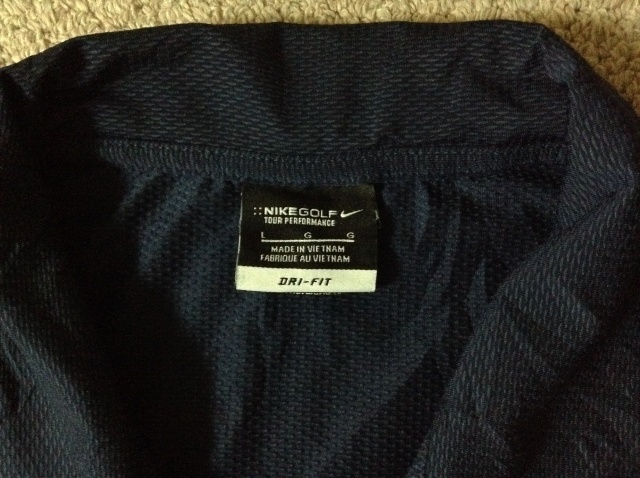 ::NIKEGOLF
TOUR PERFORMANCE
L G G
MADE IN VIETNAM
FABRIQUE AU VIETNAM
DRI-FIT